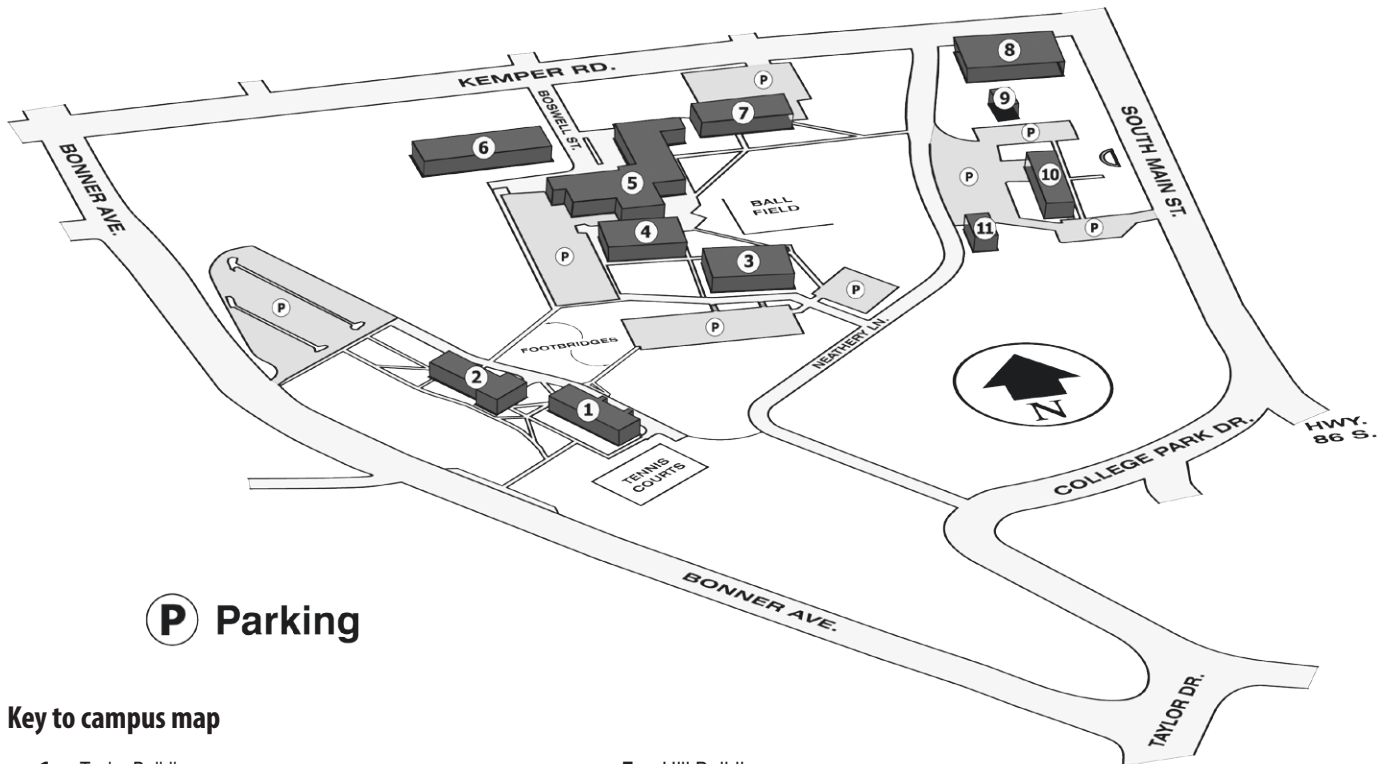 KEMPER RD.
8
P
7
9
BOSWELL ST.
SOUTH MAIN ST.
P
6
BONNER AVE.
10
P
5
BALL
FIELD
4
11
P
P
3
P
P
P
NEATHERY LN.
FOOTBRIDGES
2
1
N
HWY.
86 S.
COLLEGE PARK DR.
TENNIS
COURTS
BONNER AVE.
P Parking
TAYLOR DR.
Key to campus map